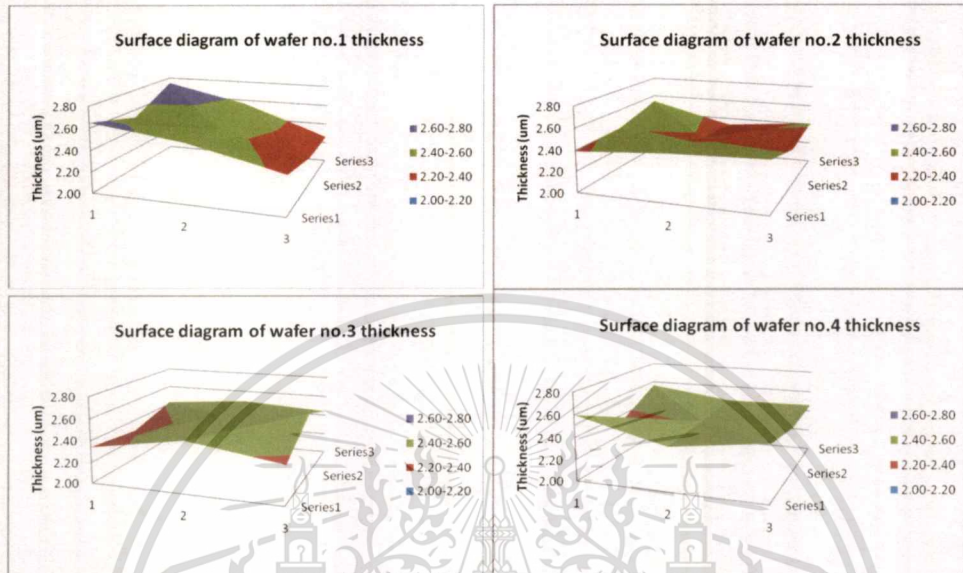 Surface diagram of wafer no.1 thickness
Thickness (um)
2.80
2.60
2.40
2.20
2.00
1
2
3
Series1
Series2
Series3
2.60-2.80
2.40-2.60
2.20-2.40
2.00-2.20
Surface diagram of wafer no.2 thickness
Thickness (um)
2.80
2.60
2.40
2.20
2.00
1
2
3
Series1
Series2
Series3
2.60-2.80
2.40-2.60
2.20-2.40
2.00-2.20
Surface diagram of wafer no.3 thickness
Thickness (um)
2.80
2.60
2.40
2.20
2.00
1
2
3
Series1
Series2
Series3
2.60-2.80
2.40-2.60
2.20-2.40
2.00-2.20
Surface diagram of wafer no.4 thickness
Thickness (um)
2.80
2.60
2.40
2.20
2.00
1
2
3
Series1
Series2
Series3
2.60-2.80
2.40-2.60
2.20-2.40
2.00-2.20